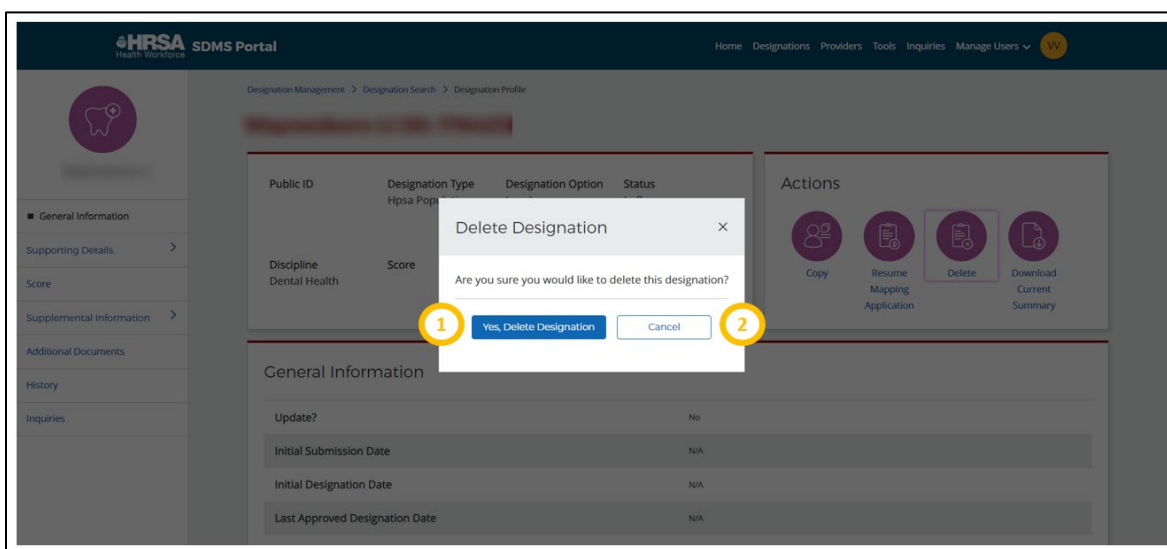 HRSA
Health Workforce
SDMS Portal
Home Designations Providers Tools Inquiries Manage Users VV
Designation Management > Designation Search > Designation Profile
General Information
Supporting Details >
Score
Supplemental Information >
Additional Documents
History
Inquiries
Public ID Designation Type Designation Option Status
Hpsa
Discipline Score
Dental Health
Actions
Copy
Resume
Mapping
Application
Delete
Download
Current
Summary
Delete Designation ×
Are you sure you would like to delete this designation?
1 Yes, Delete Designation Cancel 2
General Information
Update? No
Initial Submission Date N/A
Initial Designation Date N/A
Last Approved Designation Date N/A